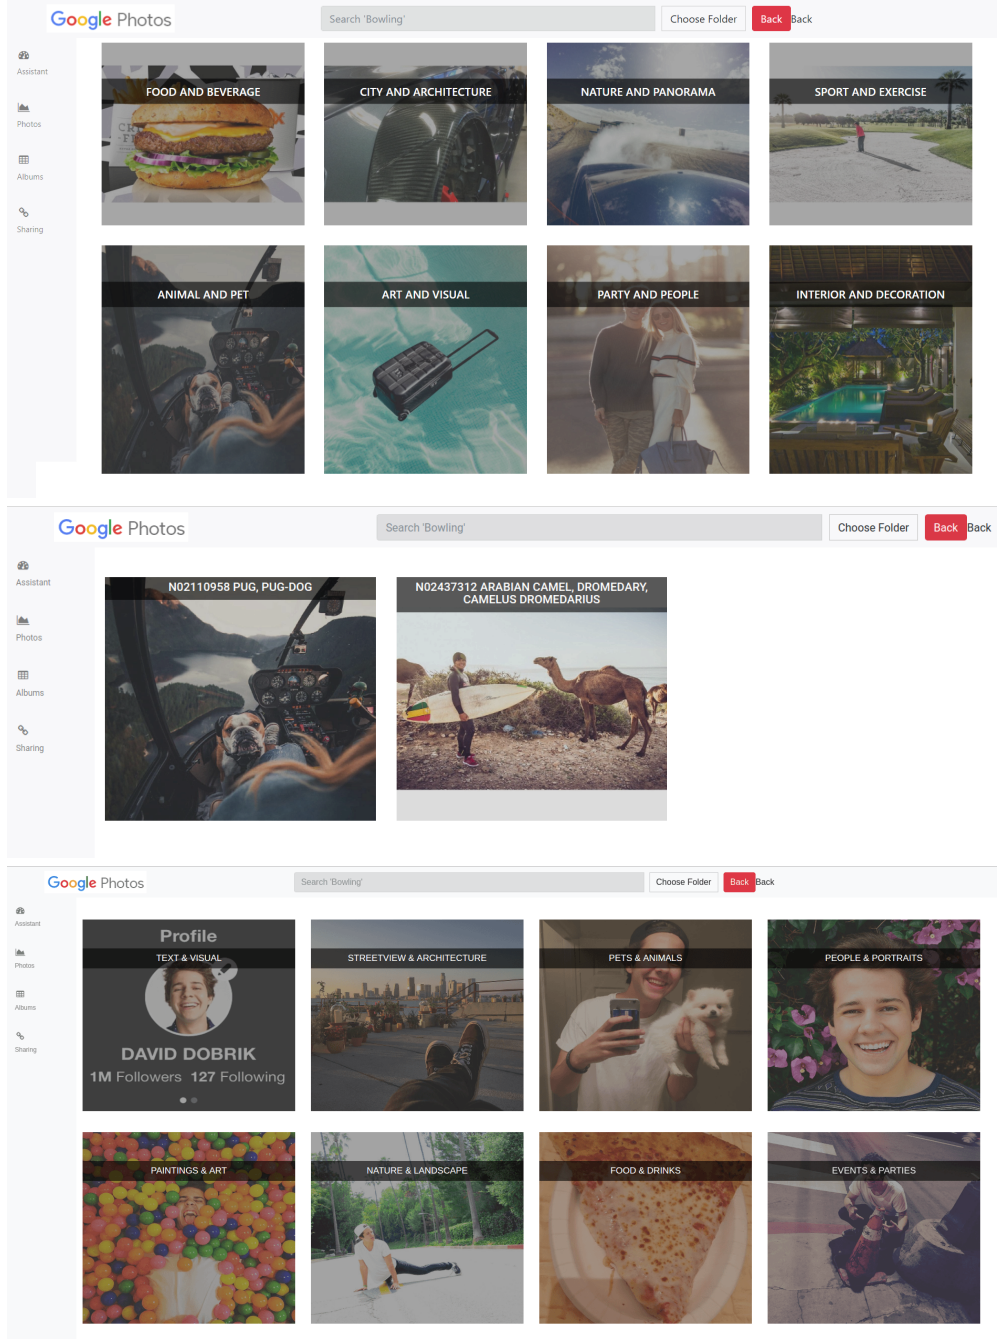 Google Photos
Search 'Bowling'
Choose Folder
Back
Back
Assistant
Photos
Albums
Sharing
FOOD AND BEVERAGE
CITY AND ARCHITECTURE
NATURE AND PANORAMA
SPORT AND EXERCISE
ANIMAL AND PET
ART AND VISUAL
PARTY AND PEOPLE
INTERIOR AND DECORATION
Google Photos
Search 'Bowling'
Choose Folder
Back
Back
Assistant
Photos
Albums
Sharing
N02110958 PUG, PUG-DOG
N02437312 ARABIAN CAMEL, DROMEDARY,
CAMELUS DROMEDARIUS
Google Photos
Search 'Bowling'
Choose Folder
Back
Back
Assistant
Photos
Albums
Sharing
Profile
TEXT & VISUAL
DAVID DOBRIK
1M Followers 127 Following
STREETVIEW & ARCHITECTURE
PETS & ANIMALS
PEOPLE & PORTRAITS
PAINTINGS & ART
NATURE & LANDSCAPE
FOOD & DRINKS
EVENTS & PARTIES